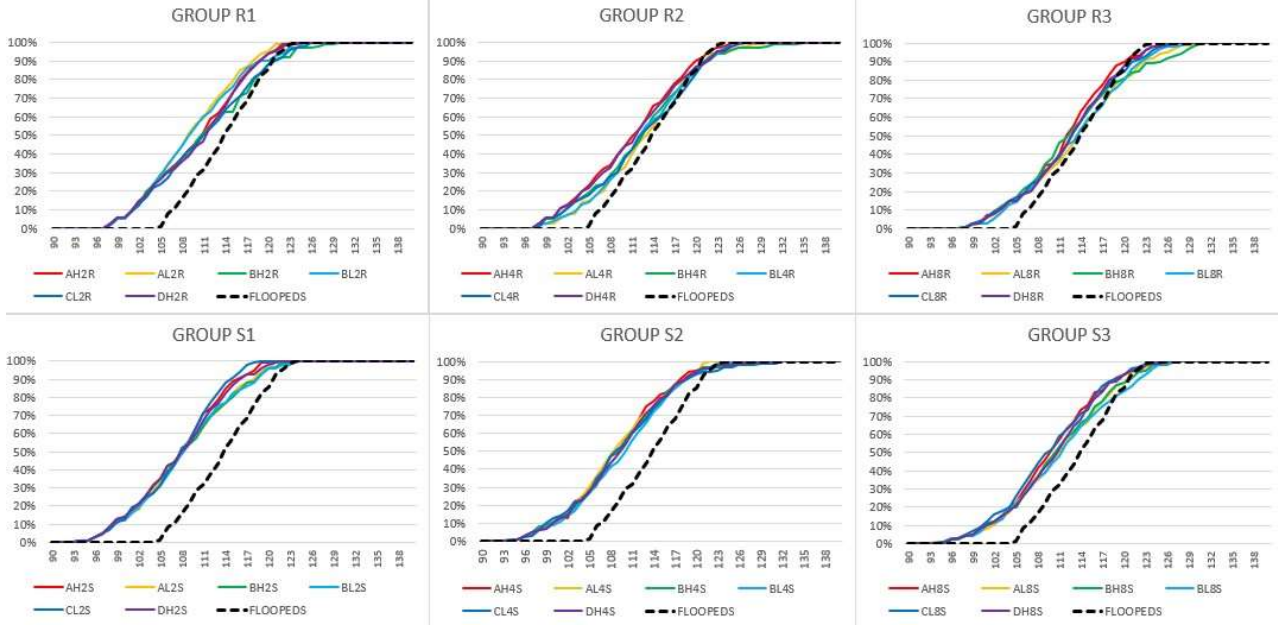 GROUP R1
100%
90%
80%
70%
60%
50%
40%
30%
20%
10%
0%
90 93 96 99 102 105 108 111 114 117 120 123 126 129 132 135 138
AH2R AL2R BH2R BL2R
CL2R DH2R FLOOPEDS
GROUP R2
100%
90%
80%
70%
60%
50%
40%
30%
20%
10%
0%
90 93 96 99 102 105 108 111 114 117 120 123 126 129 132 135 138
AH4R AL4R BH4R BL4R
CL4R DH4R FLOOPEDS
GROUP R3
100%
90%
80%
70%
60%
50%
40%
30%
20%
10%
0%
90 93 96 99 102 105 108 111 114 117 120 123 126 129 132 135 138
AH8R AL8R BH8R BL8R
CL8R DH8R FLOOPEDS
GROUP S1
100%
90%
80%
70%
60%
50%
40%
30%
20%
10%
0%
90 93 96 99 102 105 108 111 114 117 120 123 126 129 132 135 138
AH2S AL2S BH2S BL2S
CL2S DH2S FLOOPEDS
GROUP S2
100%
90%
80%
70%
60%
50%
40%
30%
20%
10%
0%
90 93 96 99 102 105 108 111 114 117 120 123 126 129 132 135 138
AH4S AL4S BH4S BL4S
CL4S DH4S FLOOPEDS
GROUP S3
100%
90%
80%
70%
60%
50%
40%
30%
20%
10%
0%
90 93 96 99 102 105 108 111 114 117 120 123 126 129 132 135 138
AH8S AL8S BH8S BL8S
CL8S DH8S FLOOPEDS